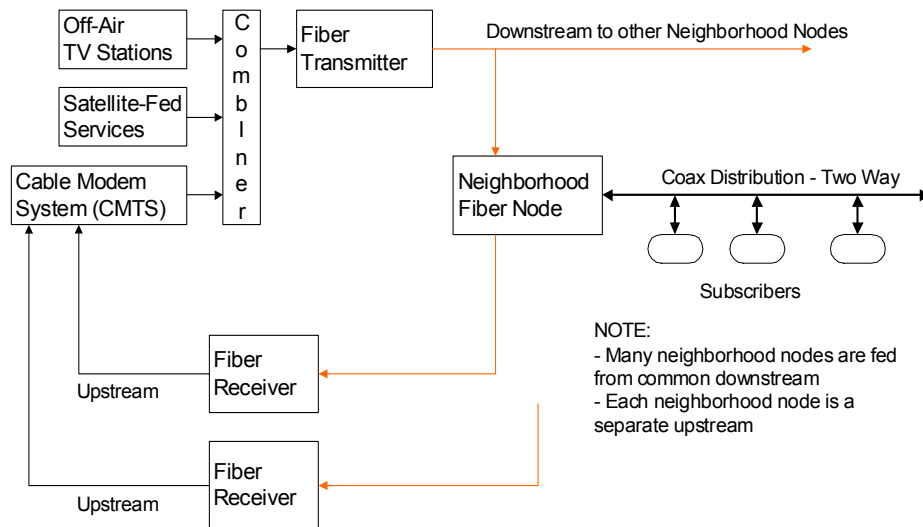 Off-Air
TV Stations
Satellite-Fed
Services
Cable Modem
System (CMTS)
CombIner
Fiber
Transmitter
Downstream to other Neighborhood Nodes
Neighborhood
Fiber Node
Coax Distribution - Two Way
Subscribers
NOTE:
- Many neighborhood nodes are fed
from common downstream
- Each neighborhood node is a
separate upstream
Fiber
Receiver
Upstream
Fiber
Receiver
Upstream